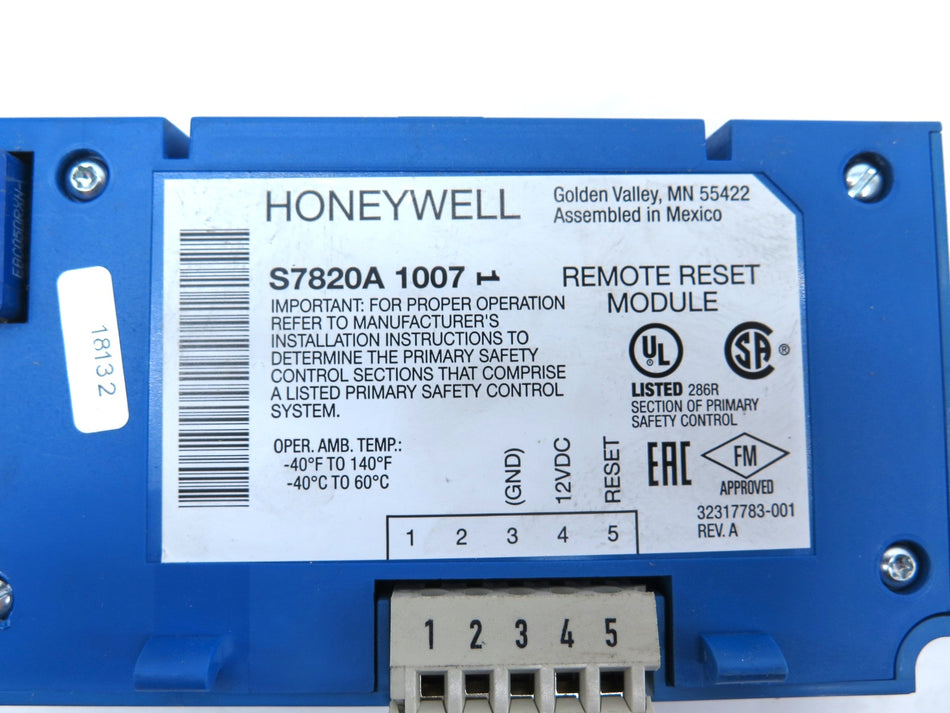 HONEYWELL
Golden Valley, MN 55422
Assembled in Mexico
S7820A 1007 1
REMOTE RESET
MODULE
IMPORTANT: FOR PROPER OPERATION
REFER TO MANUFACTURER'S
INSTALLATION INSTRUCTIONS TO
DETERMINE THE PRIMARY SAFETY
CONTROL SECTIONS THAT COMPRISE
A LISTED PRIMARY SAFETY CONTROL
SYSTEM.
OPER. AMB. TEMP.:
-40°F TO 140°F
-40°C TO 60°C
UL ®
SA ®
LISTED 286R
SECTION OF PRIMARY
SAFETY CONTROL
EAC
FM
APPROVED
32317783-001
REV. A
(GND)
12VDC
RESET
1 2 3 4 5
1 2 3 4 5
18132